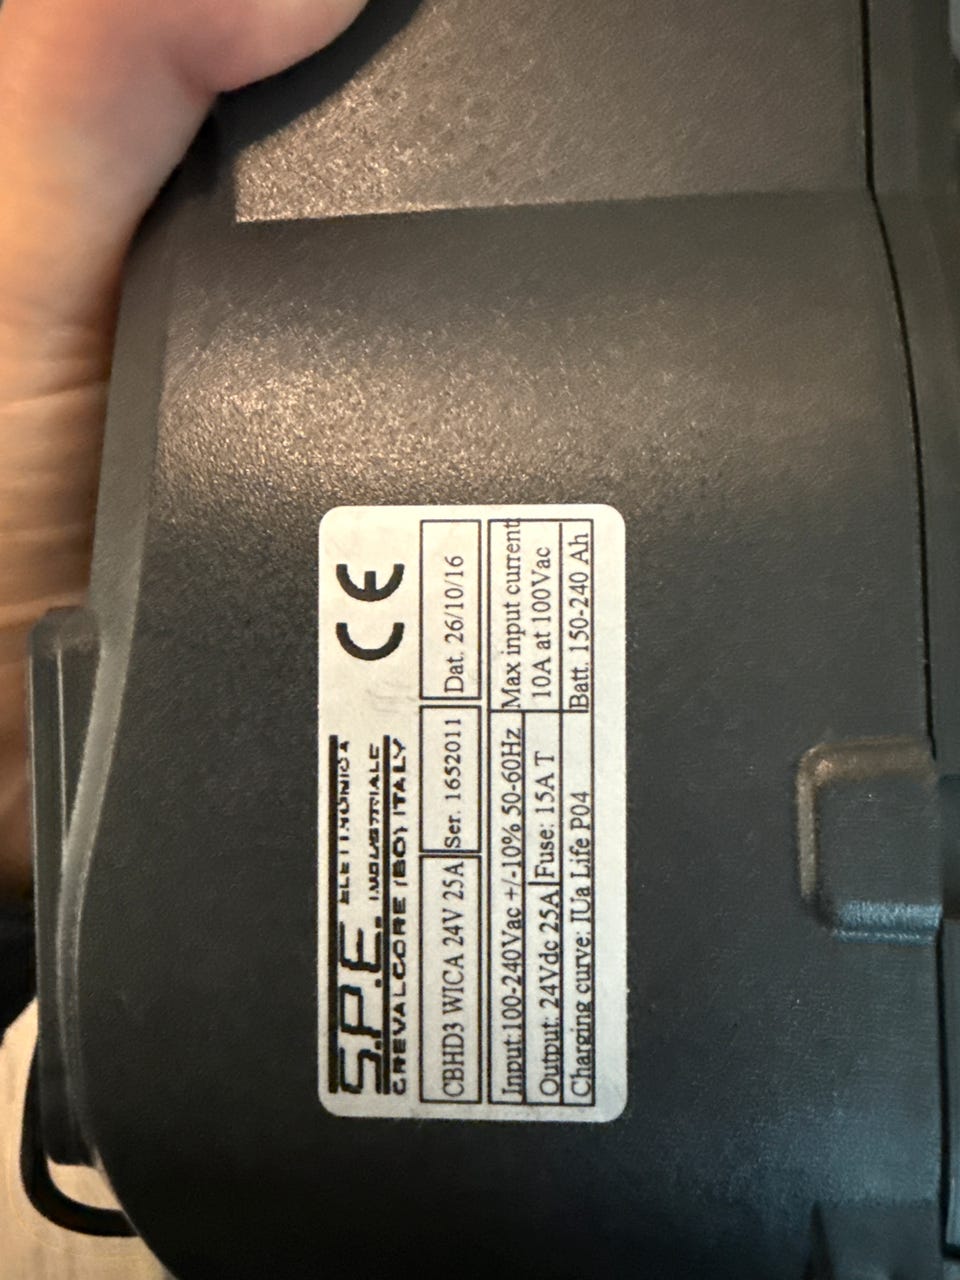 S.P.E. ELETTRONICA INDUSTRIALE
CREVALCORE (BO) ITALY
CE
CBHD3 WICA 24V 25A Ser. 1652011 Dat. 26/10/16
Input:100-240Vac +/-10% 50-60Hz Max input current
Output: 24Vdc 25A Fuse: 15A T 10A at 100Vac
Charging curve: IUa Life P04 Batt. 150-240 Ah